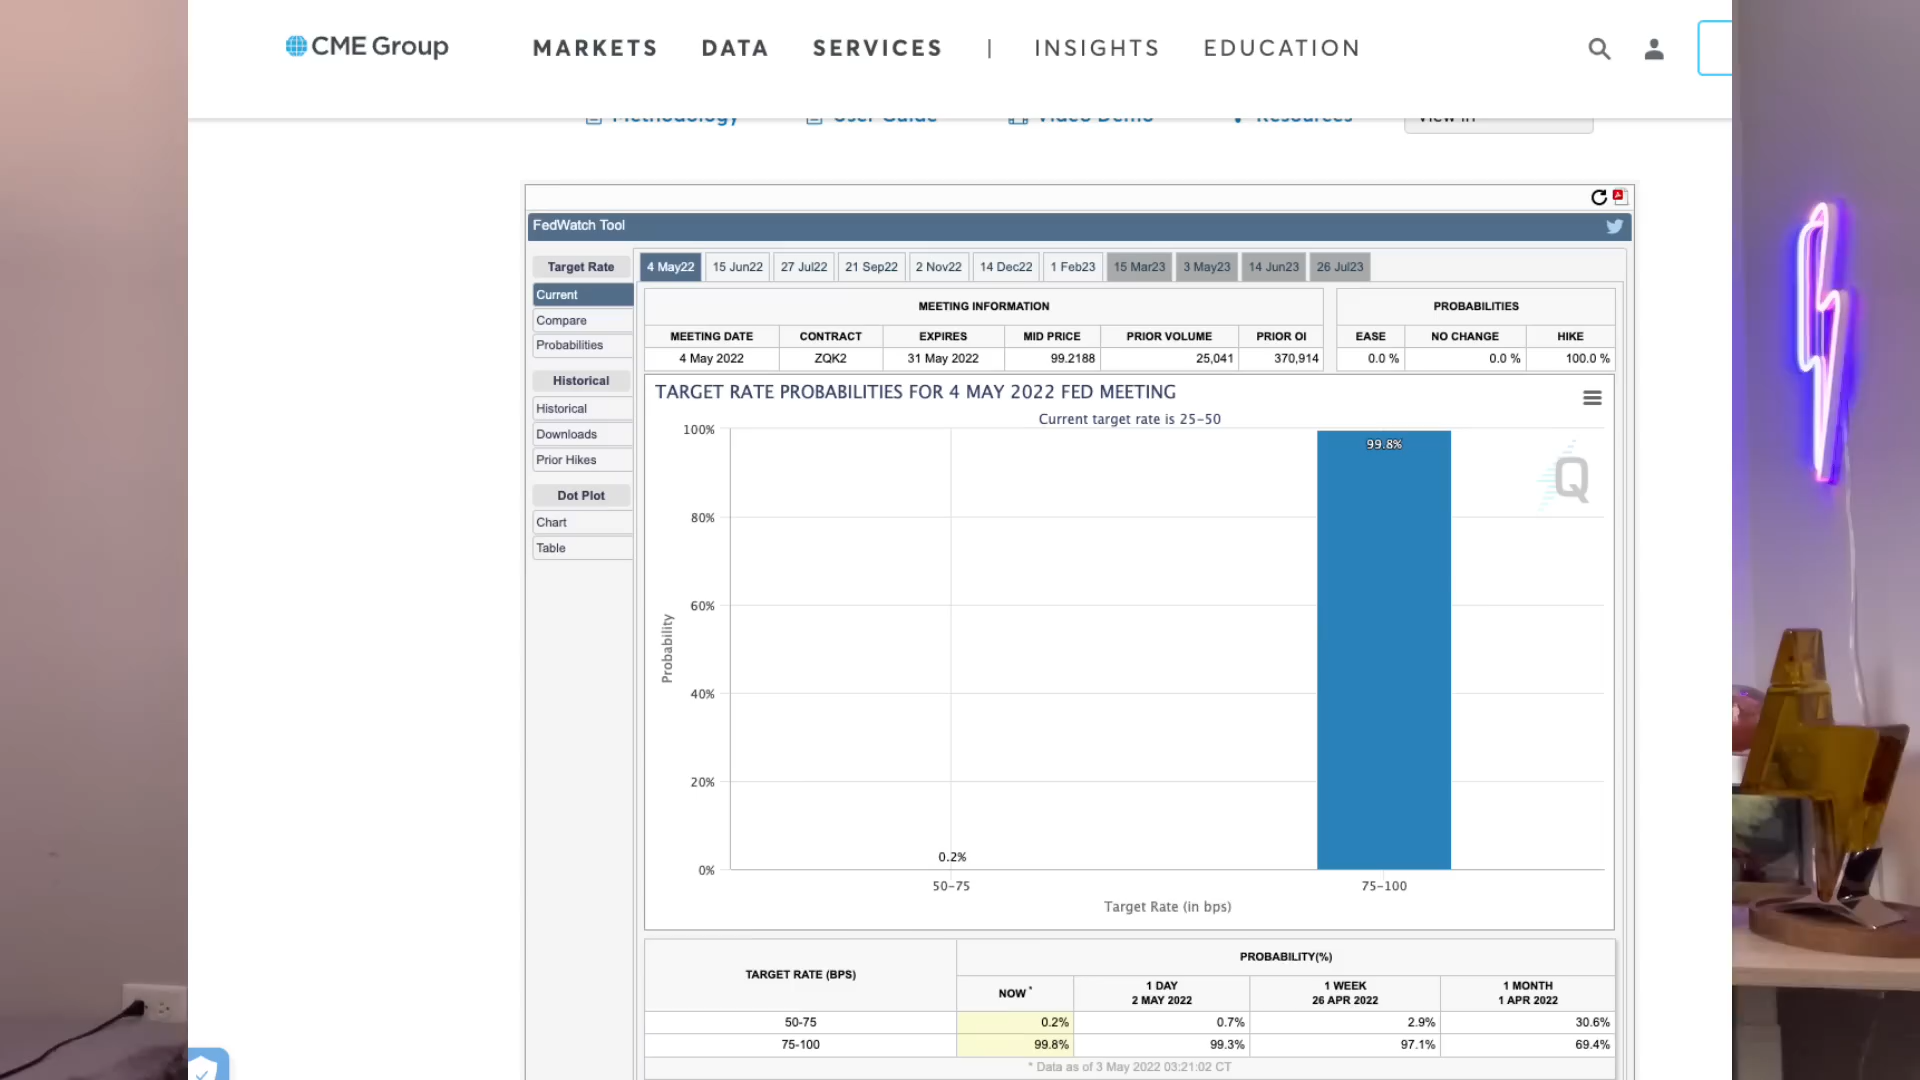 CME Group MARKETS DATA SERVICES | INSIGHTS EDUCATION
Methodology User Guide Video Demo Resources View in
FedWatch Tool
Target Rate
Current
Compare
Probabilities
Historical
Historical
Downloads
Prior Hikes
Dot Plot
Chart
Table
4 May22 15 Jun22 27 Jul22 21 Sep22 2 Nov22 14 Dec22 1 Feb23 15 Mar23 3 May23 14 Jun23 26 Jul23
MEETING INFORMATION
MEETING DATE CONTRACT EXPIRES MID PRICE PRIOR VOLUME PRIOR OI
4 May 2022 ZQK2 31 May 2022 99.2188 25,041 370,914
PROBABILITIES
EASE NO CHANGE HIKE
0.0 % 0.0 % 100.0 %
TARGET RATE PROBABILITIES FOR 4 MAY 2022 FED MEETING
Current target rate is 25-50
100%
80%
60%
40%
20%
0%
Probability
99.8%
Q
0.2%
50-75 75-100
Target Rate (in bps)
TARGET RATE (BPS) PROBABILITY(%)
NOW * 1 DAY 1 WEEK 1 MONTH
2 MAY 2022 26 APR 2022 1 APR 2022
50-75 0.2% 0.7% 2.9% 30.6%
75-100 99.8% 99.3% 97.1% 69.4%
* Data as of 3 May 2022 03:21:02 CT